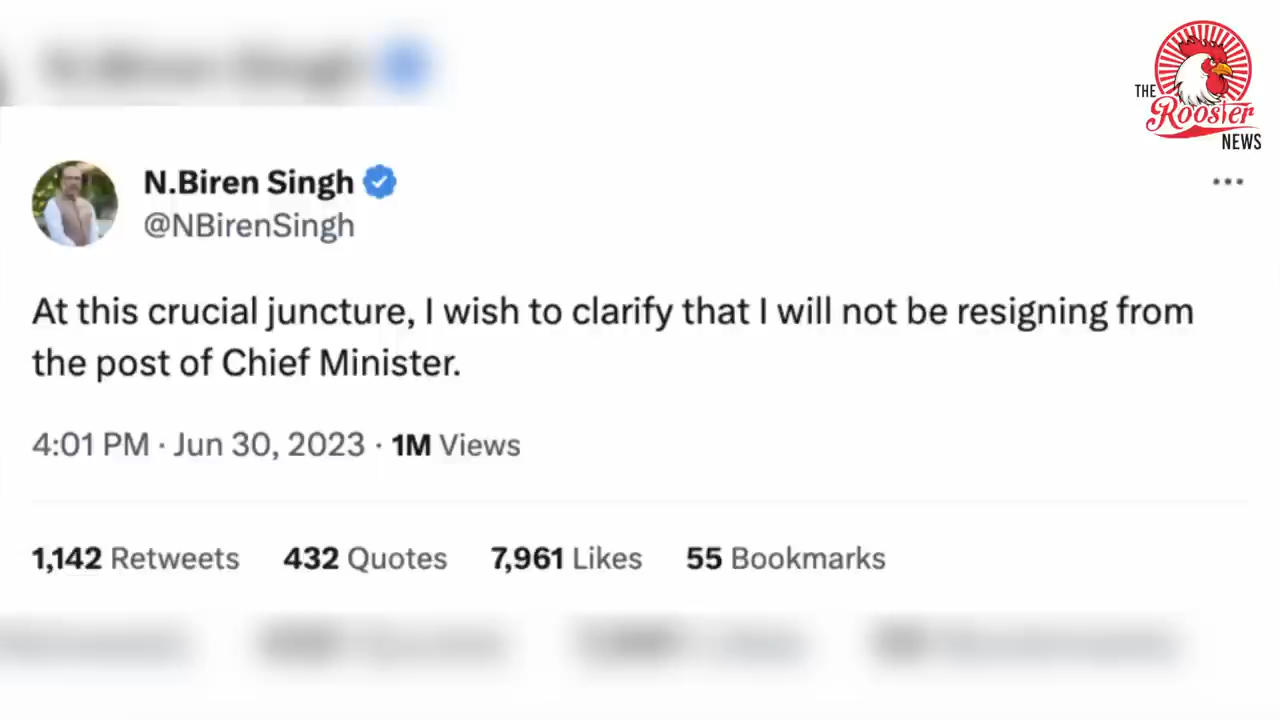 THE
Rooster
NEWS
N.Biren Singh
@NBirenSingh
At this crucial juncture, I wish to clarify that I will not be resigning from
the post of Chief Minister.
4:01 PM · Jun 30, 2023 · 1M Views
1,142 Retweets 432 Quotes 7,961 Likes 55 Bookmarks